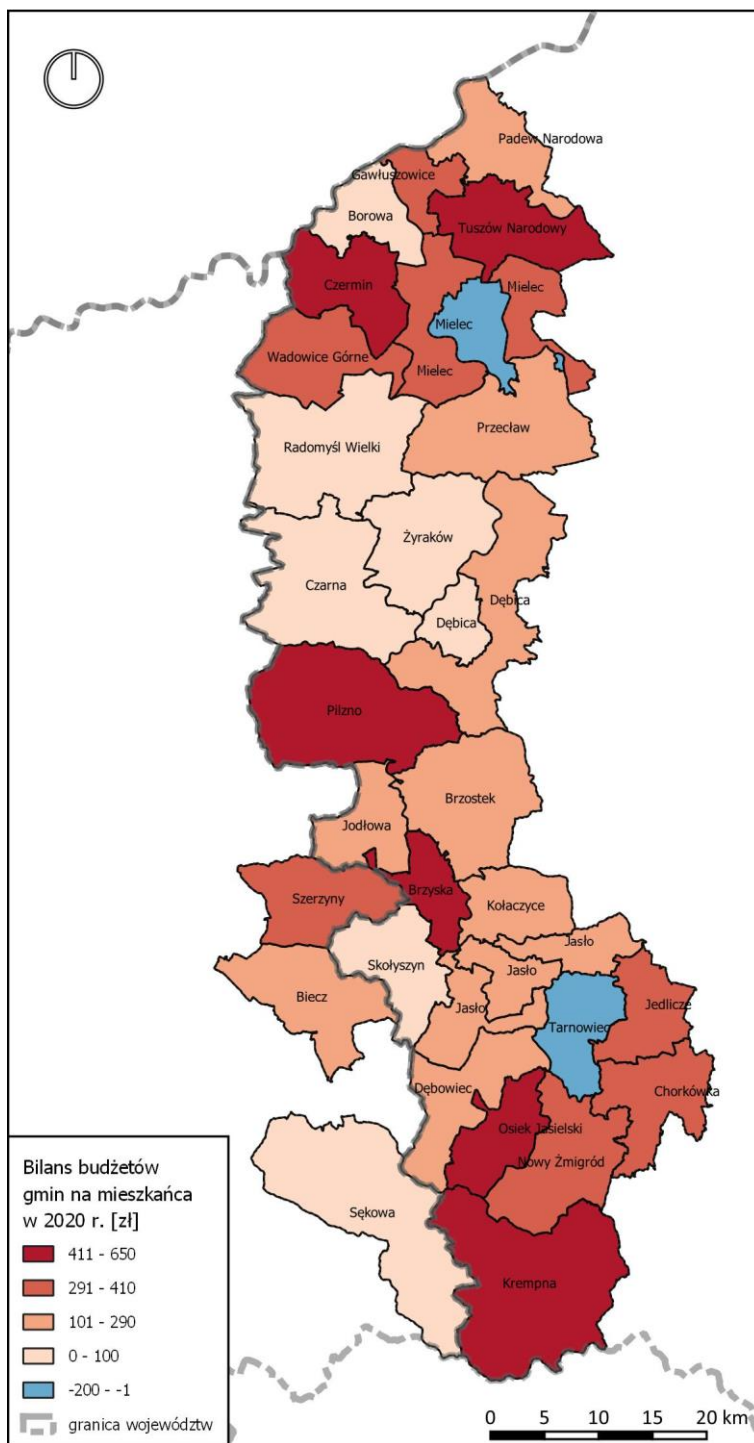 Padew Narodowa
Gawłuszowice
Borowa
Tuszów Narodowy
Czermin
Mielec
Mielec
Wadowice Górne
Mielec
Przecław
Radomyśl Wielki
Żyraków
Czarna
Dębica
Dębica
Pilzno
Brzostek
Jodłowa
Brzyska
Szerzyny
Kołaczyce
Jasło
Skołyszyn
Jasło
Biecz
Jasło
Jedlicze
Tarnowiec
Dębowiec
Chorkówka
Osiek Jasielski
Nowy Żmigród
Sękowa
Krempna
Bilans budżetów
gmin na mieszkańca
w 2020 r. [zł]
411 - 650
291 - 410
101 - 290
0 - 100
-200 - -1
granica województw
0 5 10 15 20 km